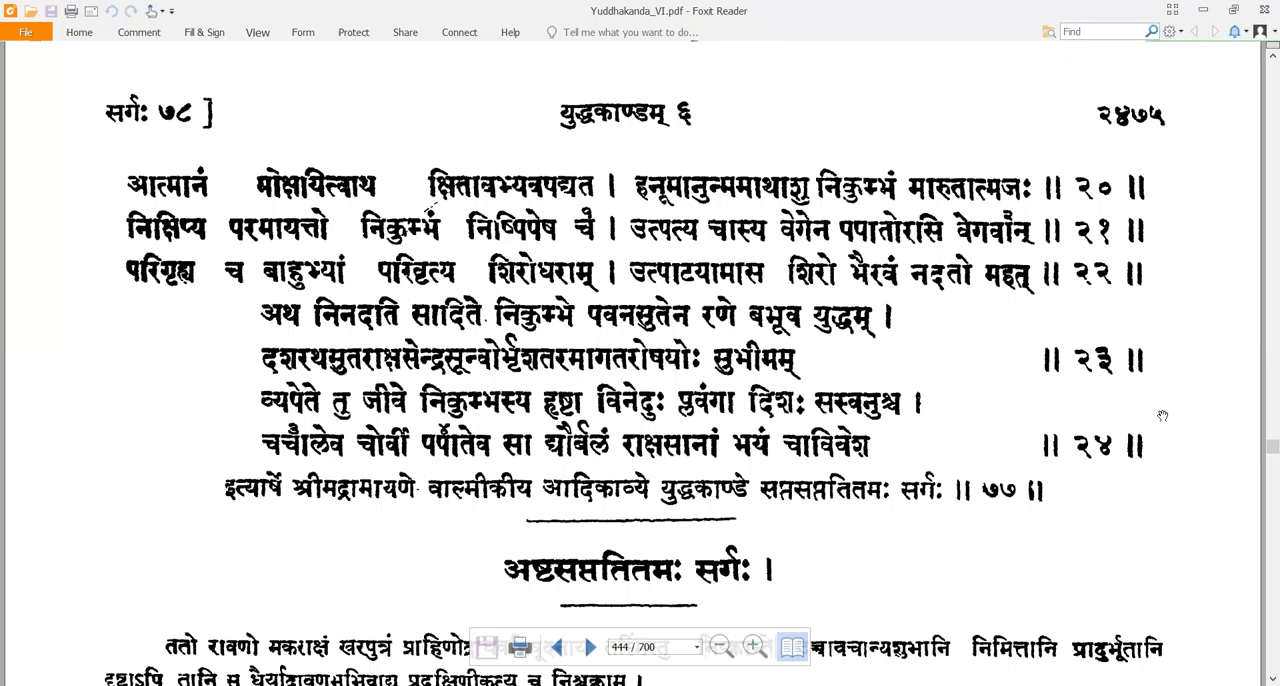 Yuddhakanda_VI.pdf - Foxit Reader
File Home Comment Fill & Sign View Form Protect Share Connect Help Tell me what you want to do... Find
सर्गः ७८ ] युद्धकाण्डम् ६ २४७५
आत्मानं मोक्षयित्वाथ क्षितावभ्यवपद्यत । हनूमानुन्ममाथाशु निकुम्भं मारुतात्मजः ॥ २० ॥
निक्षिप्य परमायत्तो निकुम्भं निष्पिपेष च । उत्पत्य चास्य वेगेन पपातोरसि वेगवान् ॥ २१ ॥
परिगृह्य च बाहुभ्यां परिवृत्य शिरोधराम् । उत्पाटयामास शिरो भैरवं नदतो महत् ॥ २२ ॥
अथ निनदति सादिते निकुम्भे पवनसुतेन रणे बभूव युद्धम् ।
दशरथसुतराक्षसेन्द्रसून्वोर्भृशतरमागतरोषयोः सुभीमम् ॥ २३ ॥
व्यपेते तु जीवे निकुम्भस्य हृष्टा विनेदुः प्लवंगा दिशः सस्वनुश्च ।
चचालेव चोर्वी पपातेव सा द्यौर्बलं राक्षसानां भयं चाविवेश ॥ २४ ॥
इत्यार्षे श्रीमद्रामायणे वाल्मीकीय आदिकाव्ये युद्धकाण्डे सप्तसप्ततितमः सर्गः ॥ ७७ ॥
अष्टसप्ततितमः सर्गः ।
ततो रावणो मकराक्षं खरपुत्रं निमित्तानि प्रादुर्भूतानि
444 / 700
दृष्ट्वाऽपि तानि स धैर्याद्रावणमभिवाद्य प्रदक्षिणीकृत्य च निश्चक्राम ।